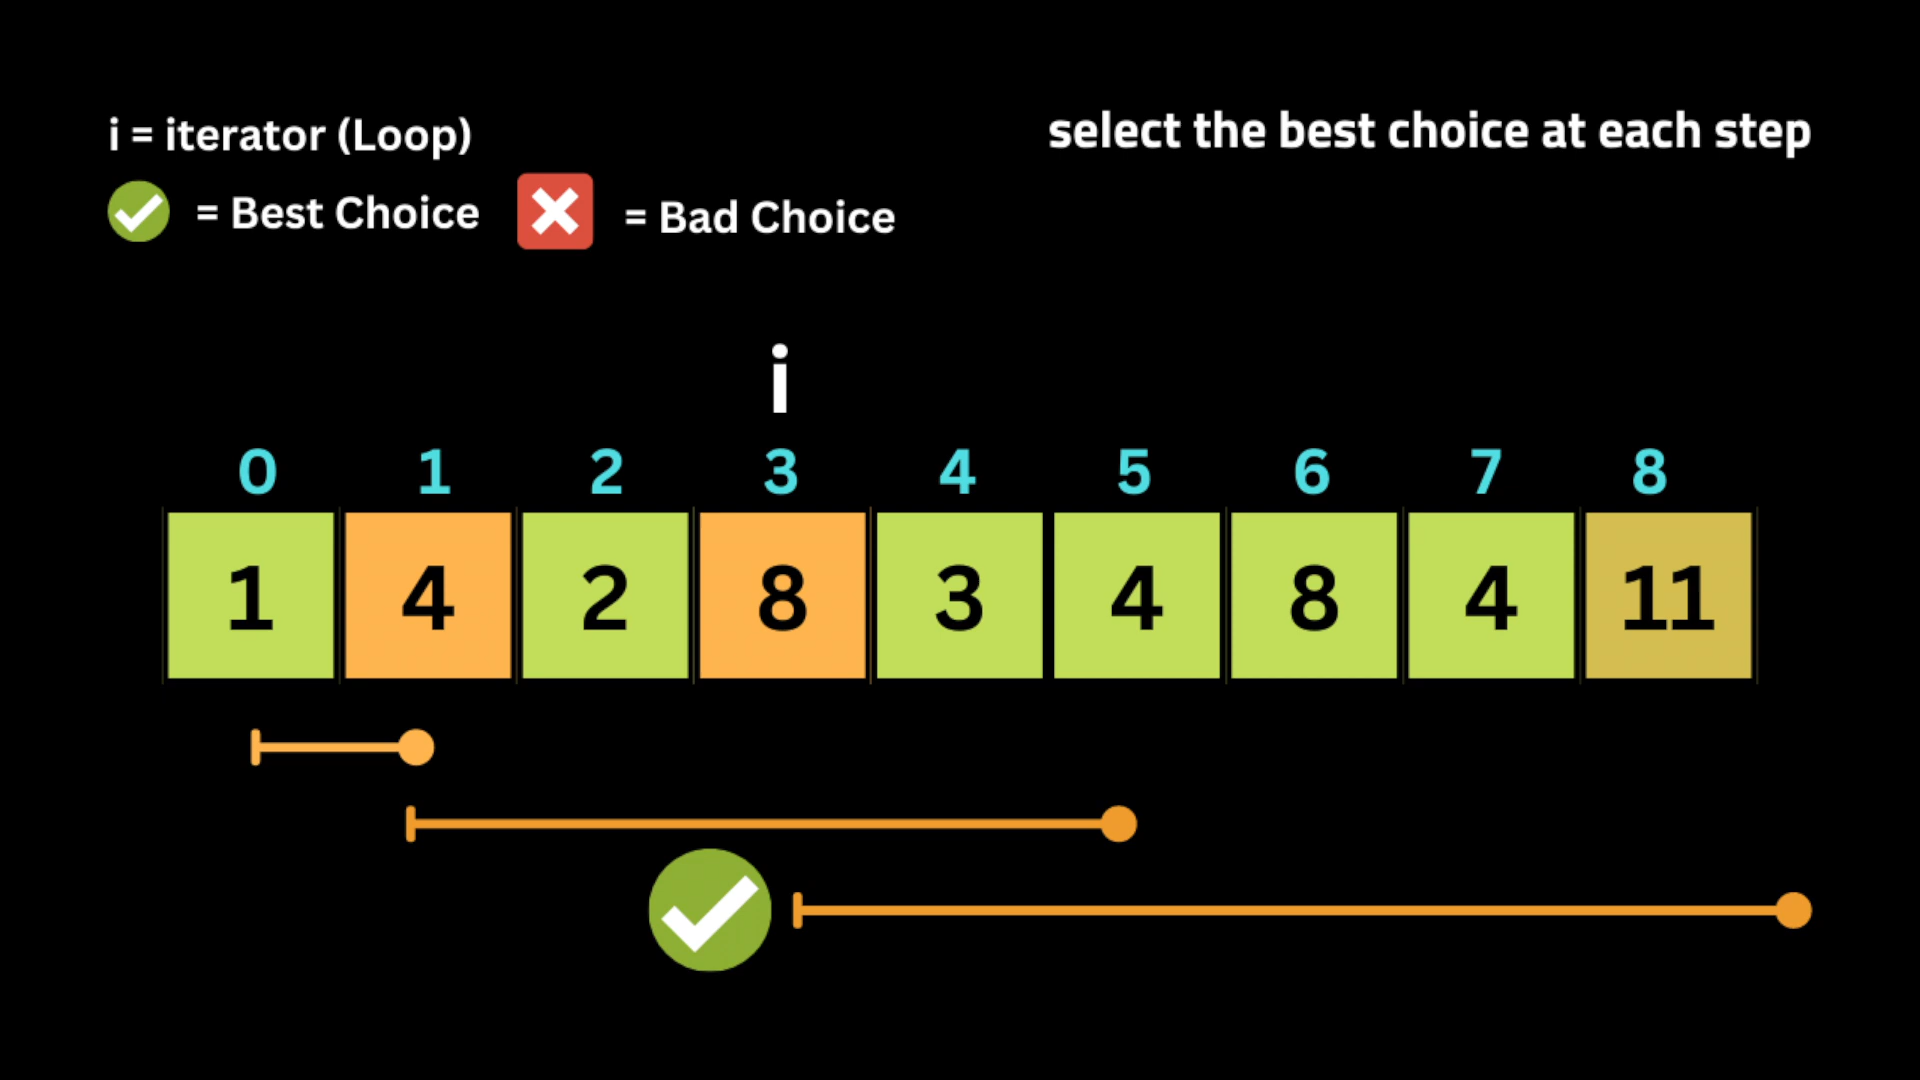 i = iterator (Loop)
select the best choice at each step
= Best Choice
= Bad Choice
i
0 1 2 3 4 5 6 7 8
1 4 2 8 3 4 8 4 11